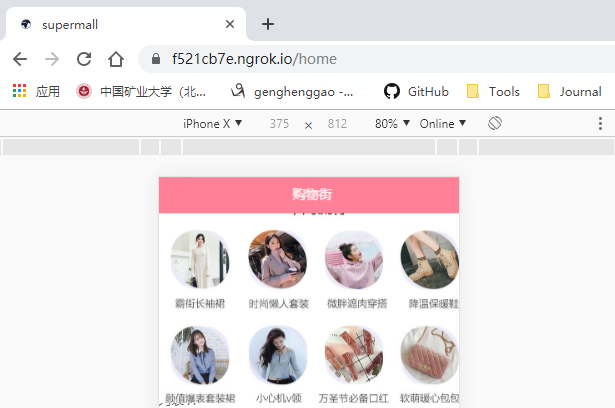 supermall
f521cb7e.ngrok.io/home
应用 中国矿业大学（北... genghenggao -... GitHub Tools Journal
iPhone X 375 × 812 80% Online
购物街
霸街长袖裙 时尚懒人套装 微胖遮肉穿搭 降温保暖鞋
颜值爆表套装裙 小心机v领 万圣节必备口红 软萌暖心包包